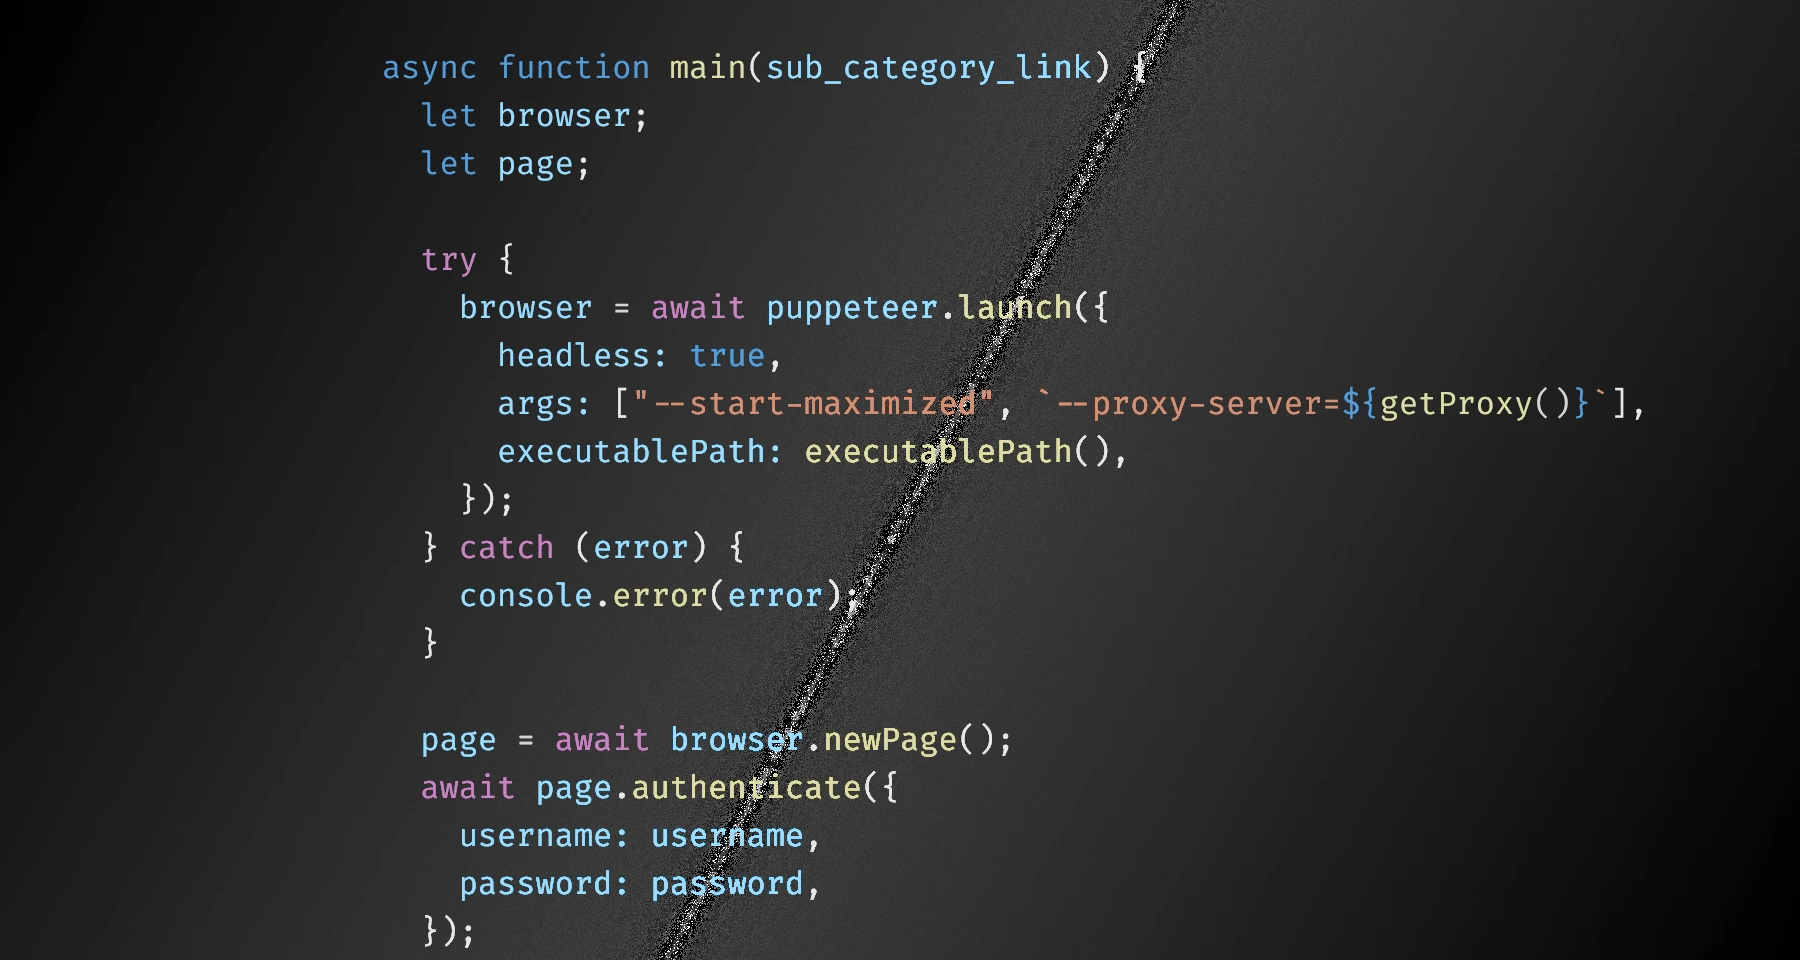 async function main(sub_category_link) {
  let browser;
  let page;

  try {
    browser = await puppeteer.launch({
      headless: true,
      args: ["--start-maximized", `--proxy-server=${getProxy()}`],
      executablePath: executablePath(),
    });
  } catch (error) {
    console.error(error);
  }

  page = await browser.newPage();
  await page.authenticate({
    username: username,
    password: password,
  });